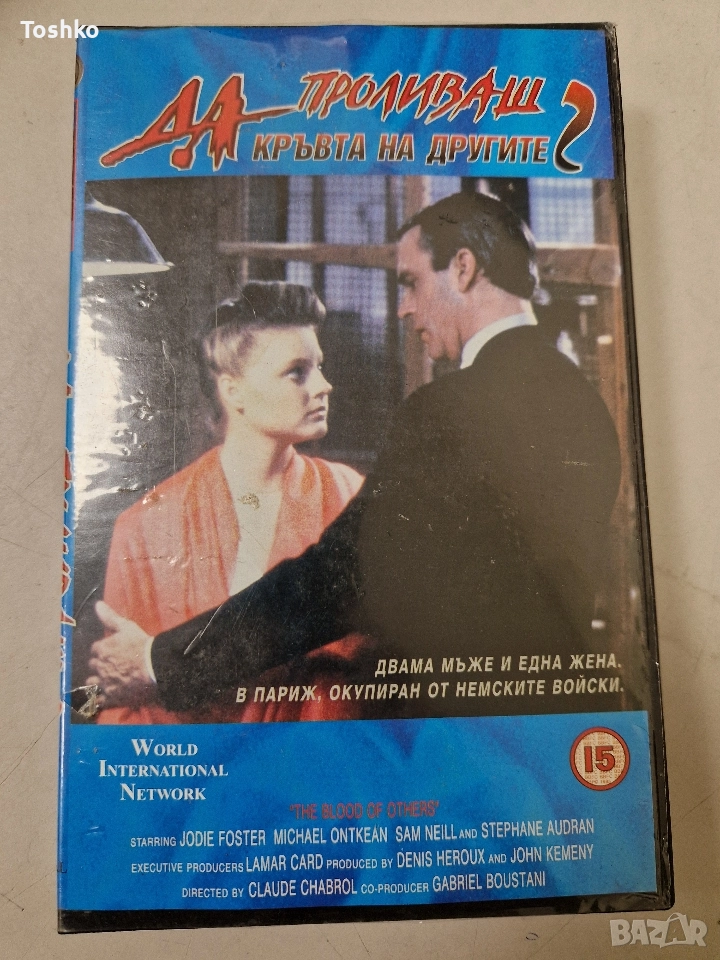 Toshko
ДА ПРОЛИВАШ
КРЪВТА НА ДРУГИТЕ 2
ДВАМА МЪЖЕ И ЕДНА ЖЕНА.
В ПАРИЖ, ОКУПИРАН ОТ НЕМСКИТЕ ВОЙСКИ.
WORLD
INTERNATIONAL
NETWORK
15
"THE BLOOD OF OTHERS"
STARRING JODIE FOSTER MICHAEL ONTKEAN SAM NEILL AND STEPHANE AUDRAN
EXECUTIVE PRODUCERS LAMAR CARD PRODUCED BY DENIS HEROUX AND JOHN KEMENY
DIRECTED BY CLAUDE CHABROL CO-PRODUCER GABRIEL BOUSTANI
BAZAR